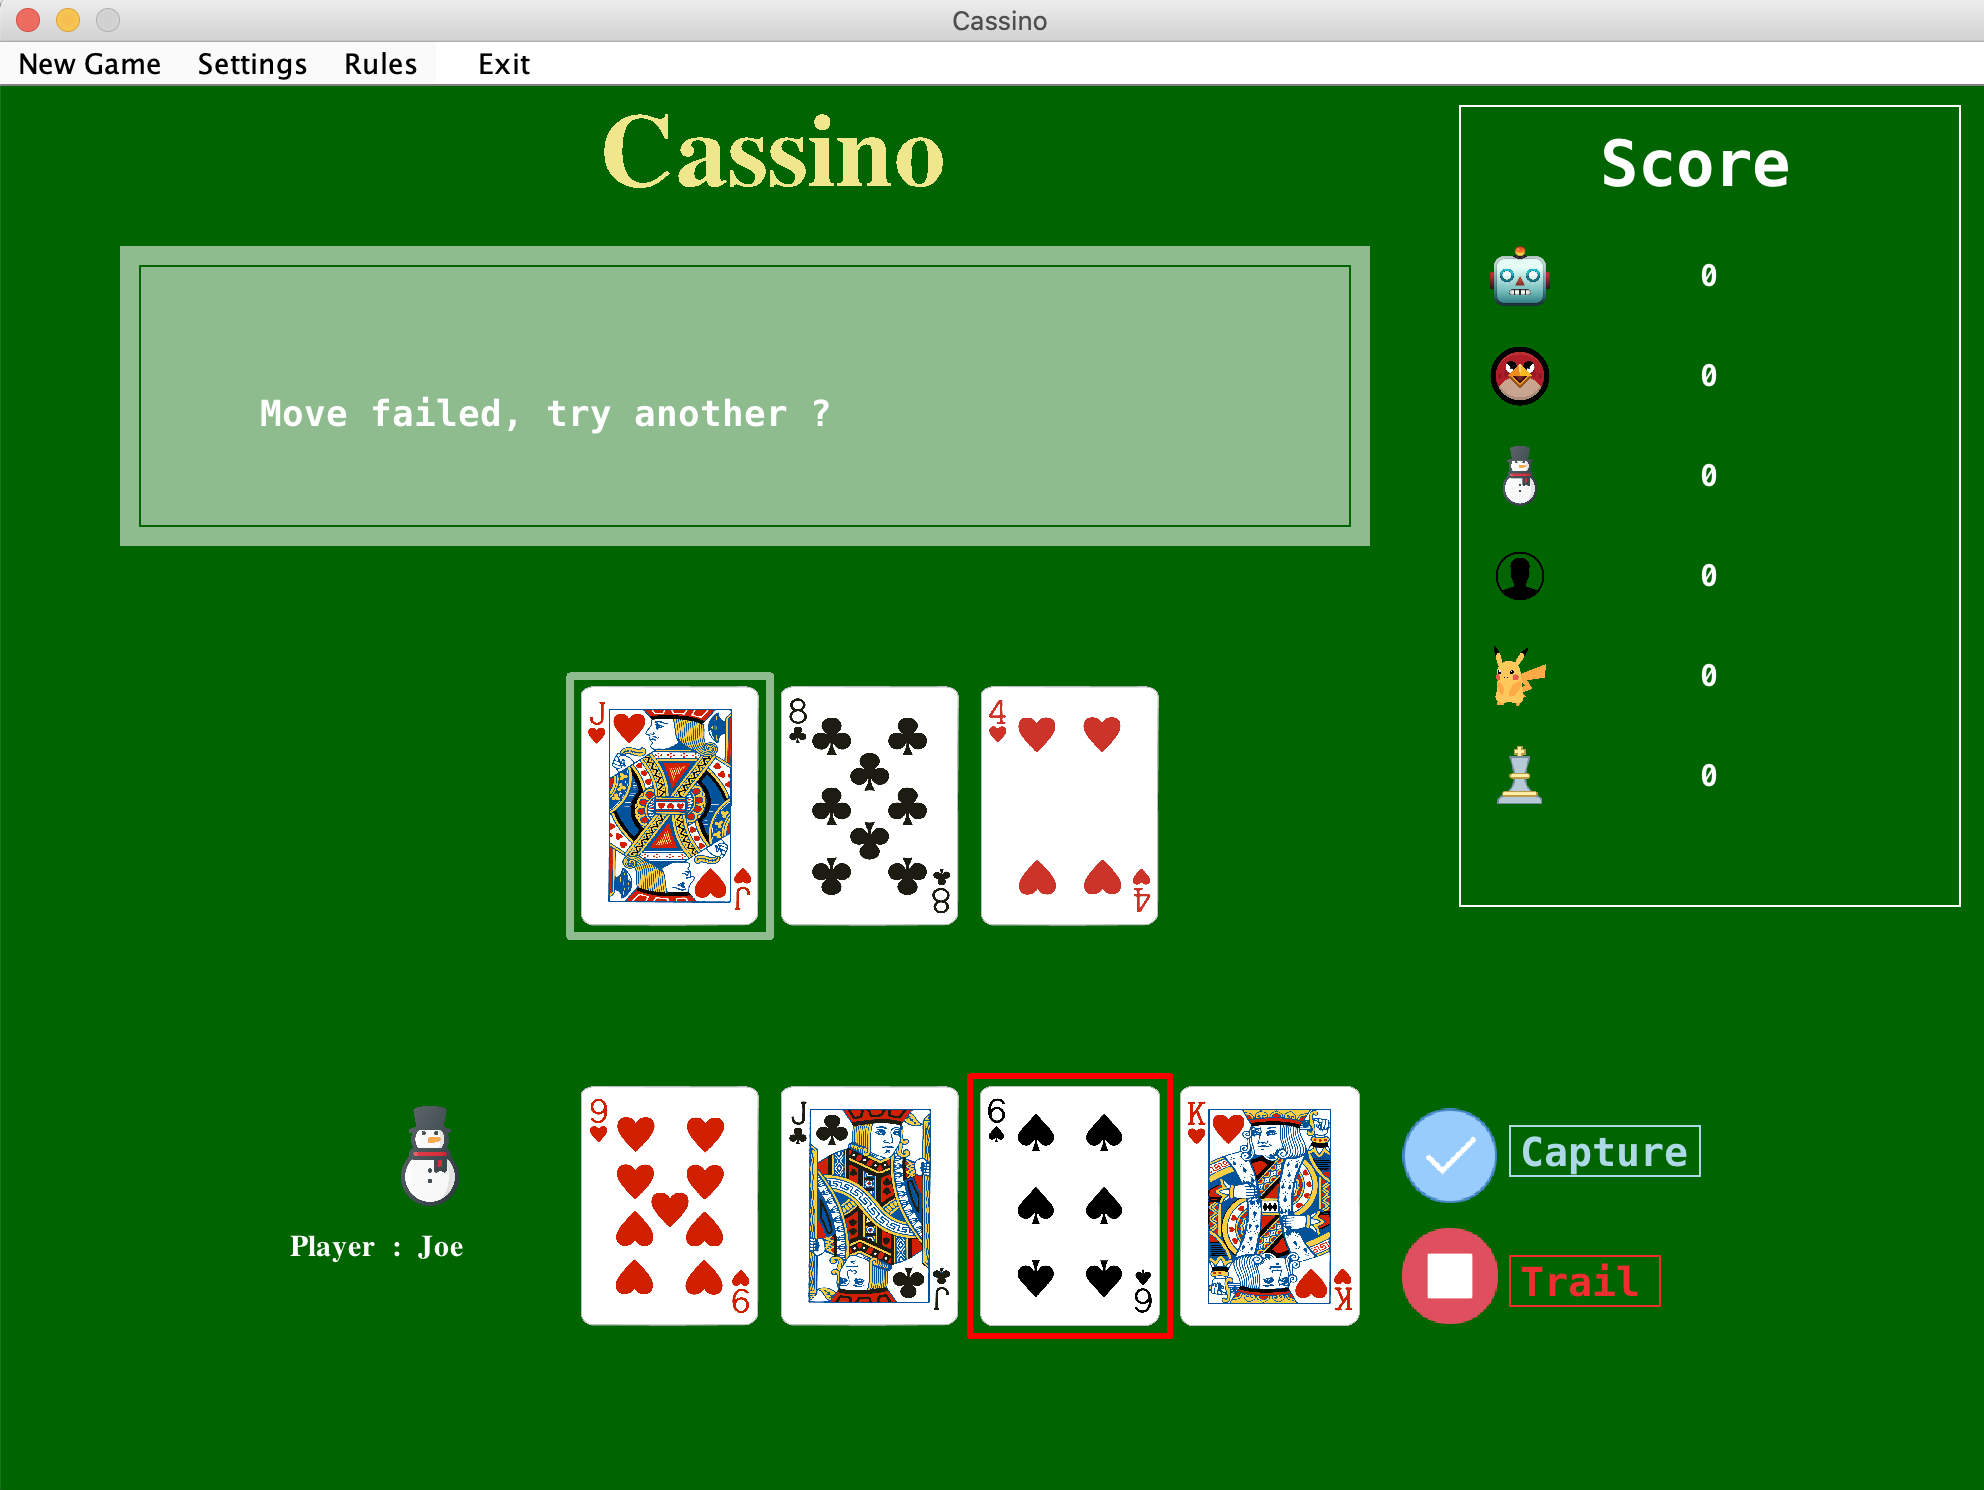 Cassino
New Game Settings Rules Exit
Cassino
Score
Move failed, try another ?
0
0
0
0
0
0
J
J
8
8
4
4
9
9
J
J
6
6
K
K
Capture
Trail
Player : Joe